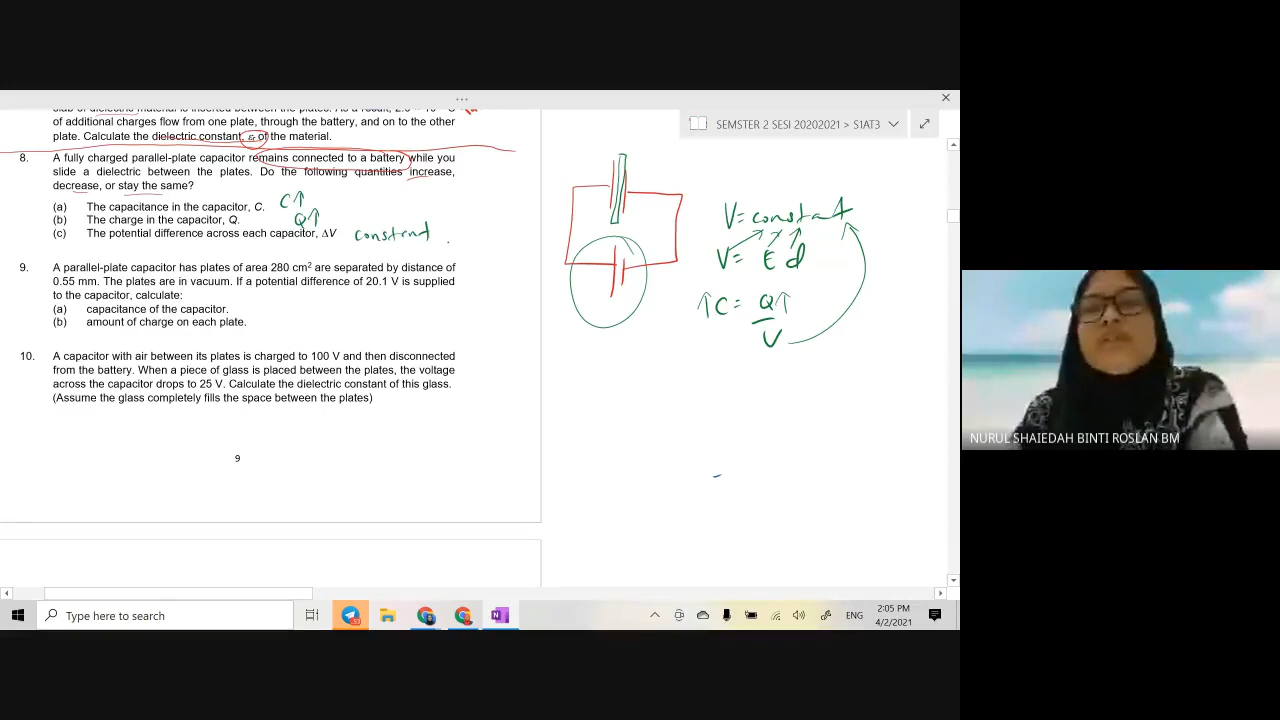 of additional charges flow from one plate, through the battery, and on to the other
plate. Calculate the dielectric constant, εr of the material.
SEMSTER 2 SESI 20202021 > S1AT3
8. A fully charged parallel-plate capacitor remains connected to a battery while you
slide a dielectric between the plates. Do the following quantities increase,
decrease, or stay the same?
(a) The capacitance in the capacitor, C. C↑
(b) The charge in the capacitor, Q. Q↑
(c) The potential difference across each capacitor, ΔV constend
V = constat
V = E d
↑C = Q↑
V
9. A parallel-plate capacitor has plates of area 280 cm² are separated by distance of
0.55 mm. The plates are in vacuum. If a potential difference of 20.1 V is supplied
to the capacitor, calculate:
(a) capacitance of the capacitor.
(b) amount of charge on each plate.
10. A capacitor with air between its plates is charged to 100 V and then disconnected
from the battery. When a piece of glass is placed between the plates, the voltage
across the capacitor drops to 25 V. Calculate the dielectric constant of this glass.
(Assume the glass completely fills the space between the plates)
9
NURUL SHAIEDAH BINTI ROSLAN BM
Type here to search
ENG
2:05 PM
4/2/2021